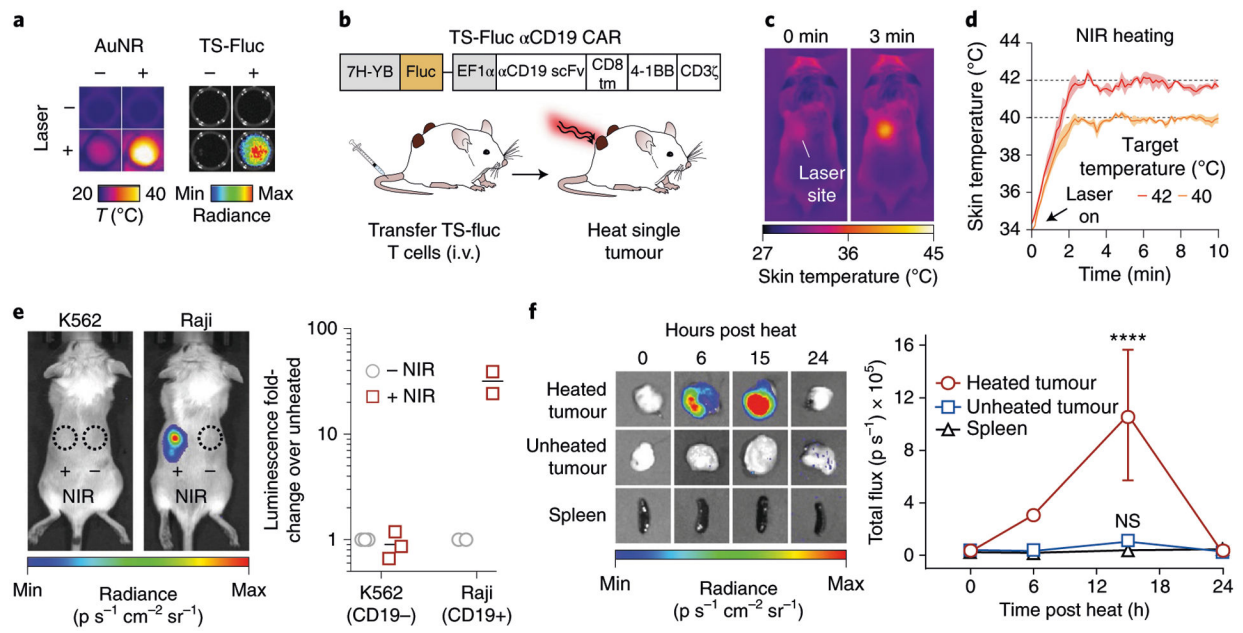 a
AuNR
TS-Fluc
– +
– +
Laser
–
+
20 40
T (°C)
Min Max
Radiance
b
TS-Fluc αCD19 CAR
7H-YB Fluc EF1α αCD19 scFv CD8 tm 4-1BB CD3ζ
Transfer TS-fluc
T cells (i.v.)
Heat single
tumour
c
0 min 3 min
Laser
site
27 36 45
Skin temperature (°C)
d
NIR heating
Skin temperature (°C)
44
42
40
38
36
34
Target
temperature (°C)
42 40
Laser
on
0 2 4 6 8 10
Time (min)
e
K562 Raji
+ –
NIR
+ –
NIR
Min Max
Radiance
(p s⁻¹ cm⁻² sr⁻¹)
Luminescence fold-
change over unheated
100
10
1
– NIR
+ NIR
K562
(CD19–)
Raji
(CD19+)
f
Hours post heat
0 6 15 24
Heated
tumour
Unheated
tumour
Spleen
Min Max
Radiance
(p s⁻¹ cm⁻² sr⁻¹)
Total flux (p s⁻¹) × 10⁵
16
12
8
4
0
****
Heated tumour
Unheated tumour
Spleen
NS
0 6 12 18 24
Time post heat (h)